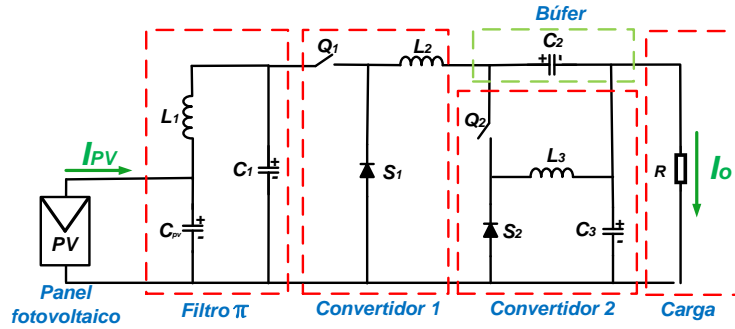 Búfer
Q1
L2
C2
+
-
L1
Q2
IPV
C1
+
-
S1
L3
R
Io
PV
Cpv
+
-
S2
C3
+
-
Panel
fotovoltaico
Filtro π
Convertidor 1
Convertidor 2
Carga